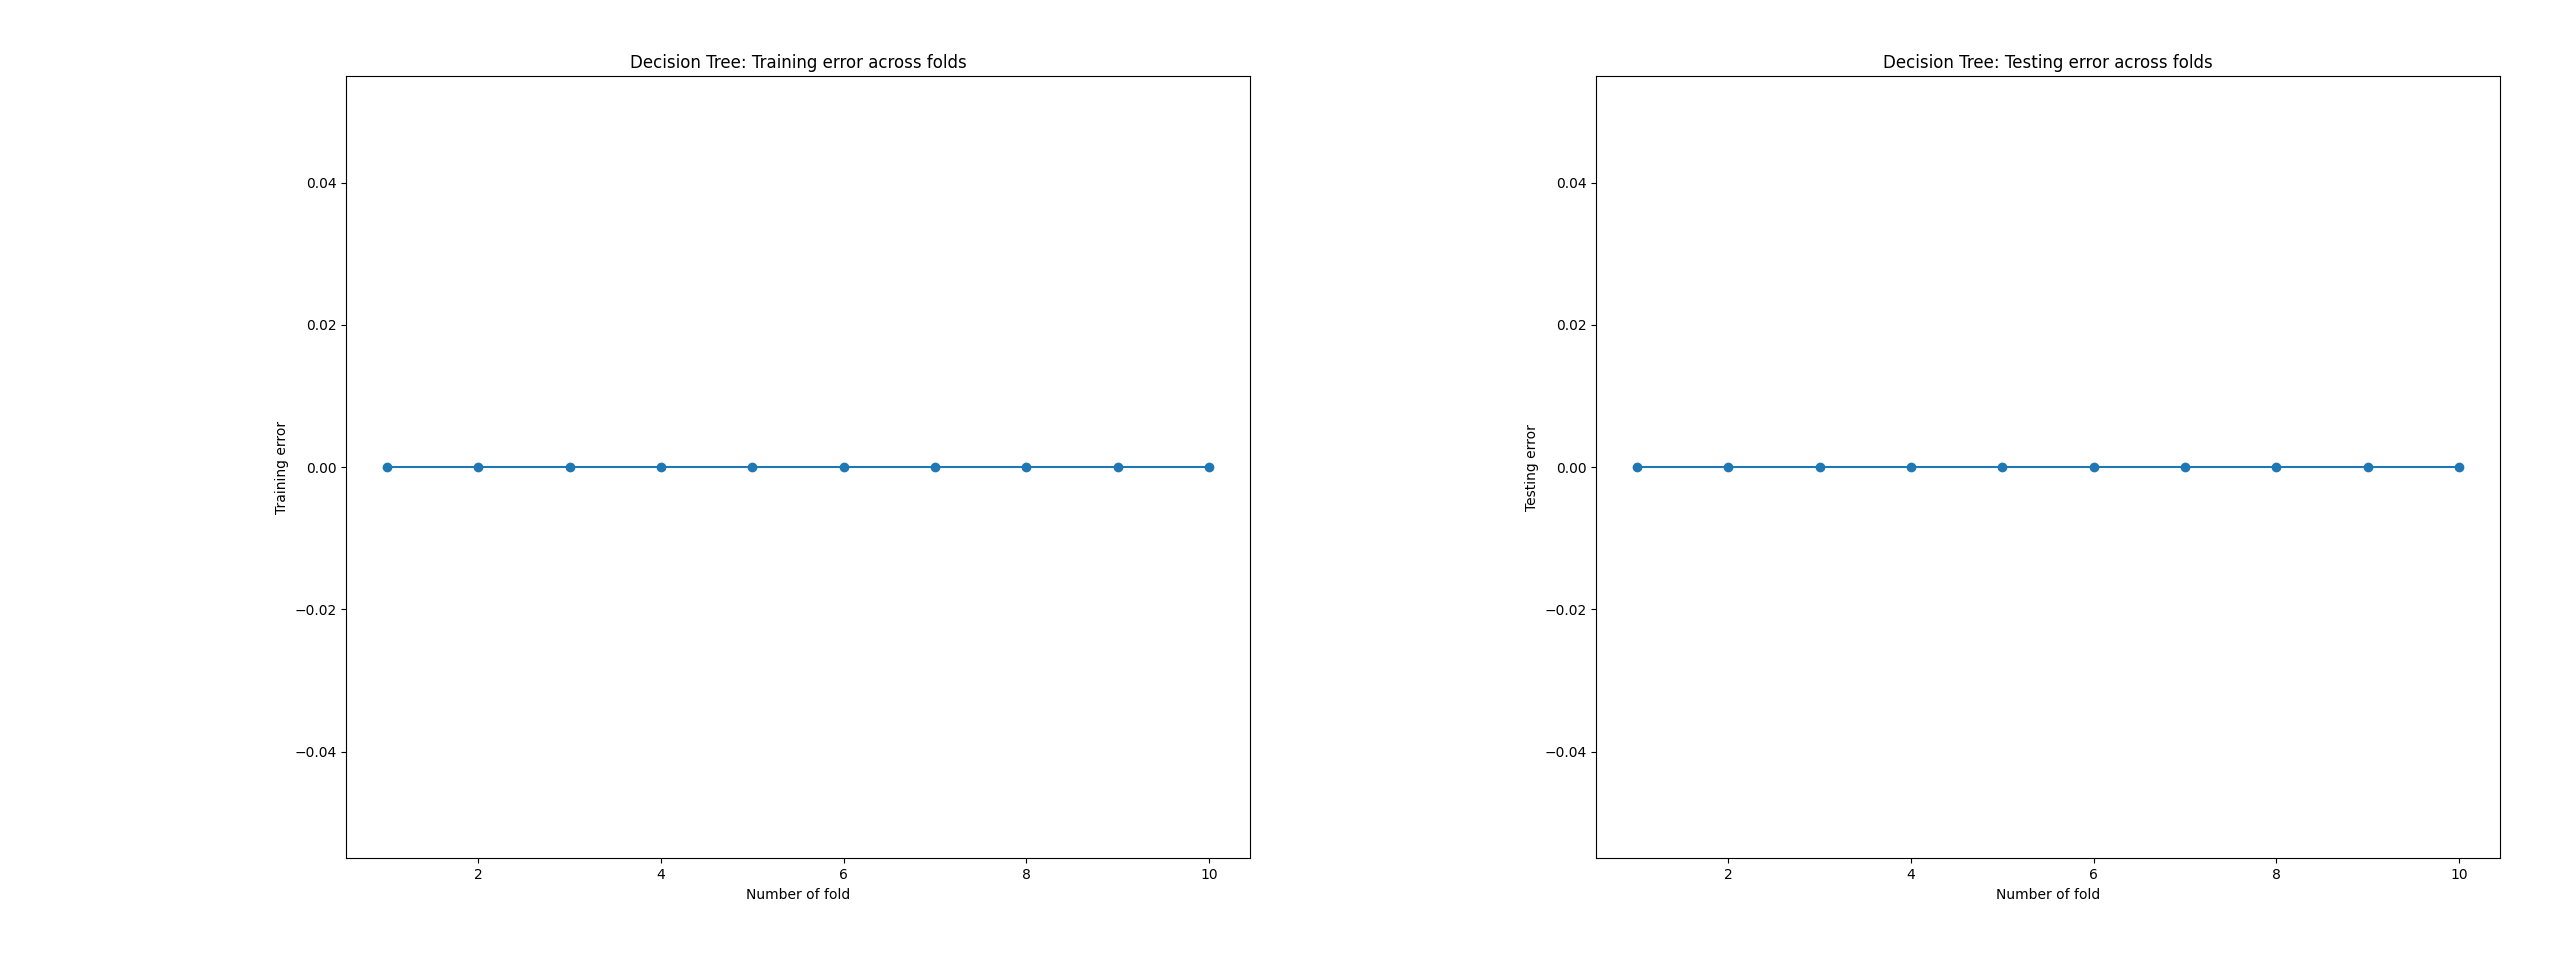 Decision Tree: Training error across folds
0.04
0.02
0.00
−0.02
−0.04
Training error
2 4 6 8 10
Number of fold
Decision Tree: Testing error across folds
0.04
0.02
0.00
−0.02
−0.04
Testing error
2 4 6 8 10
Number of fold